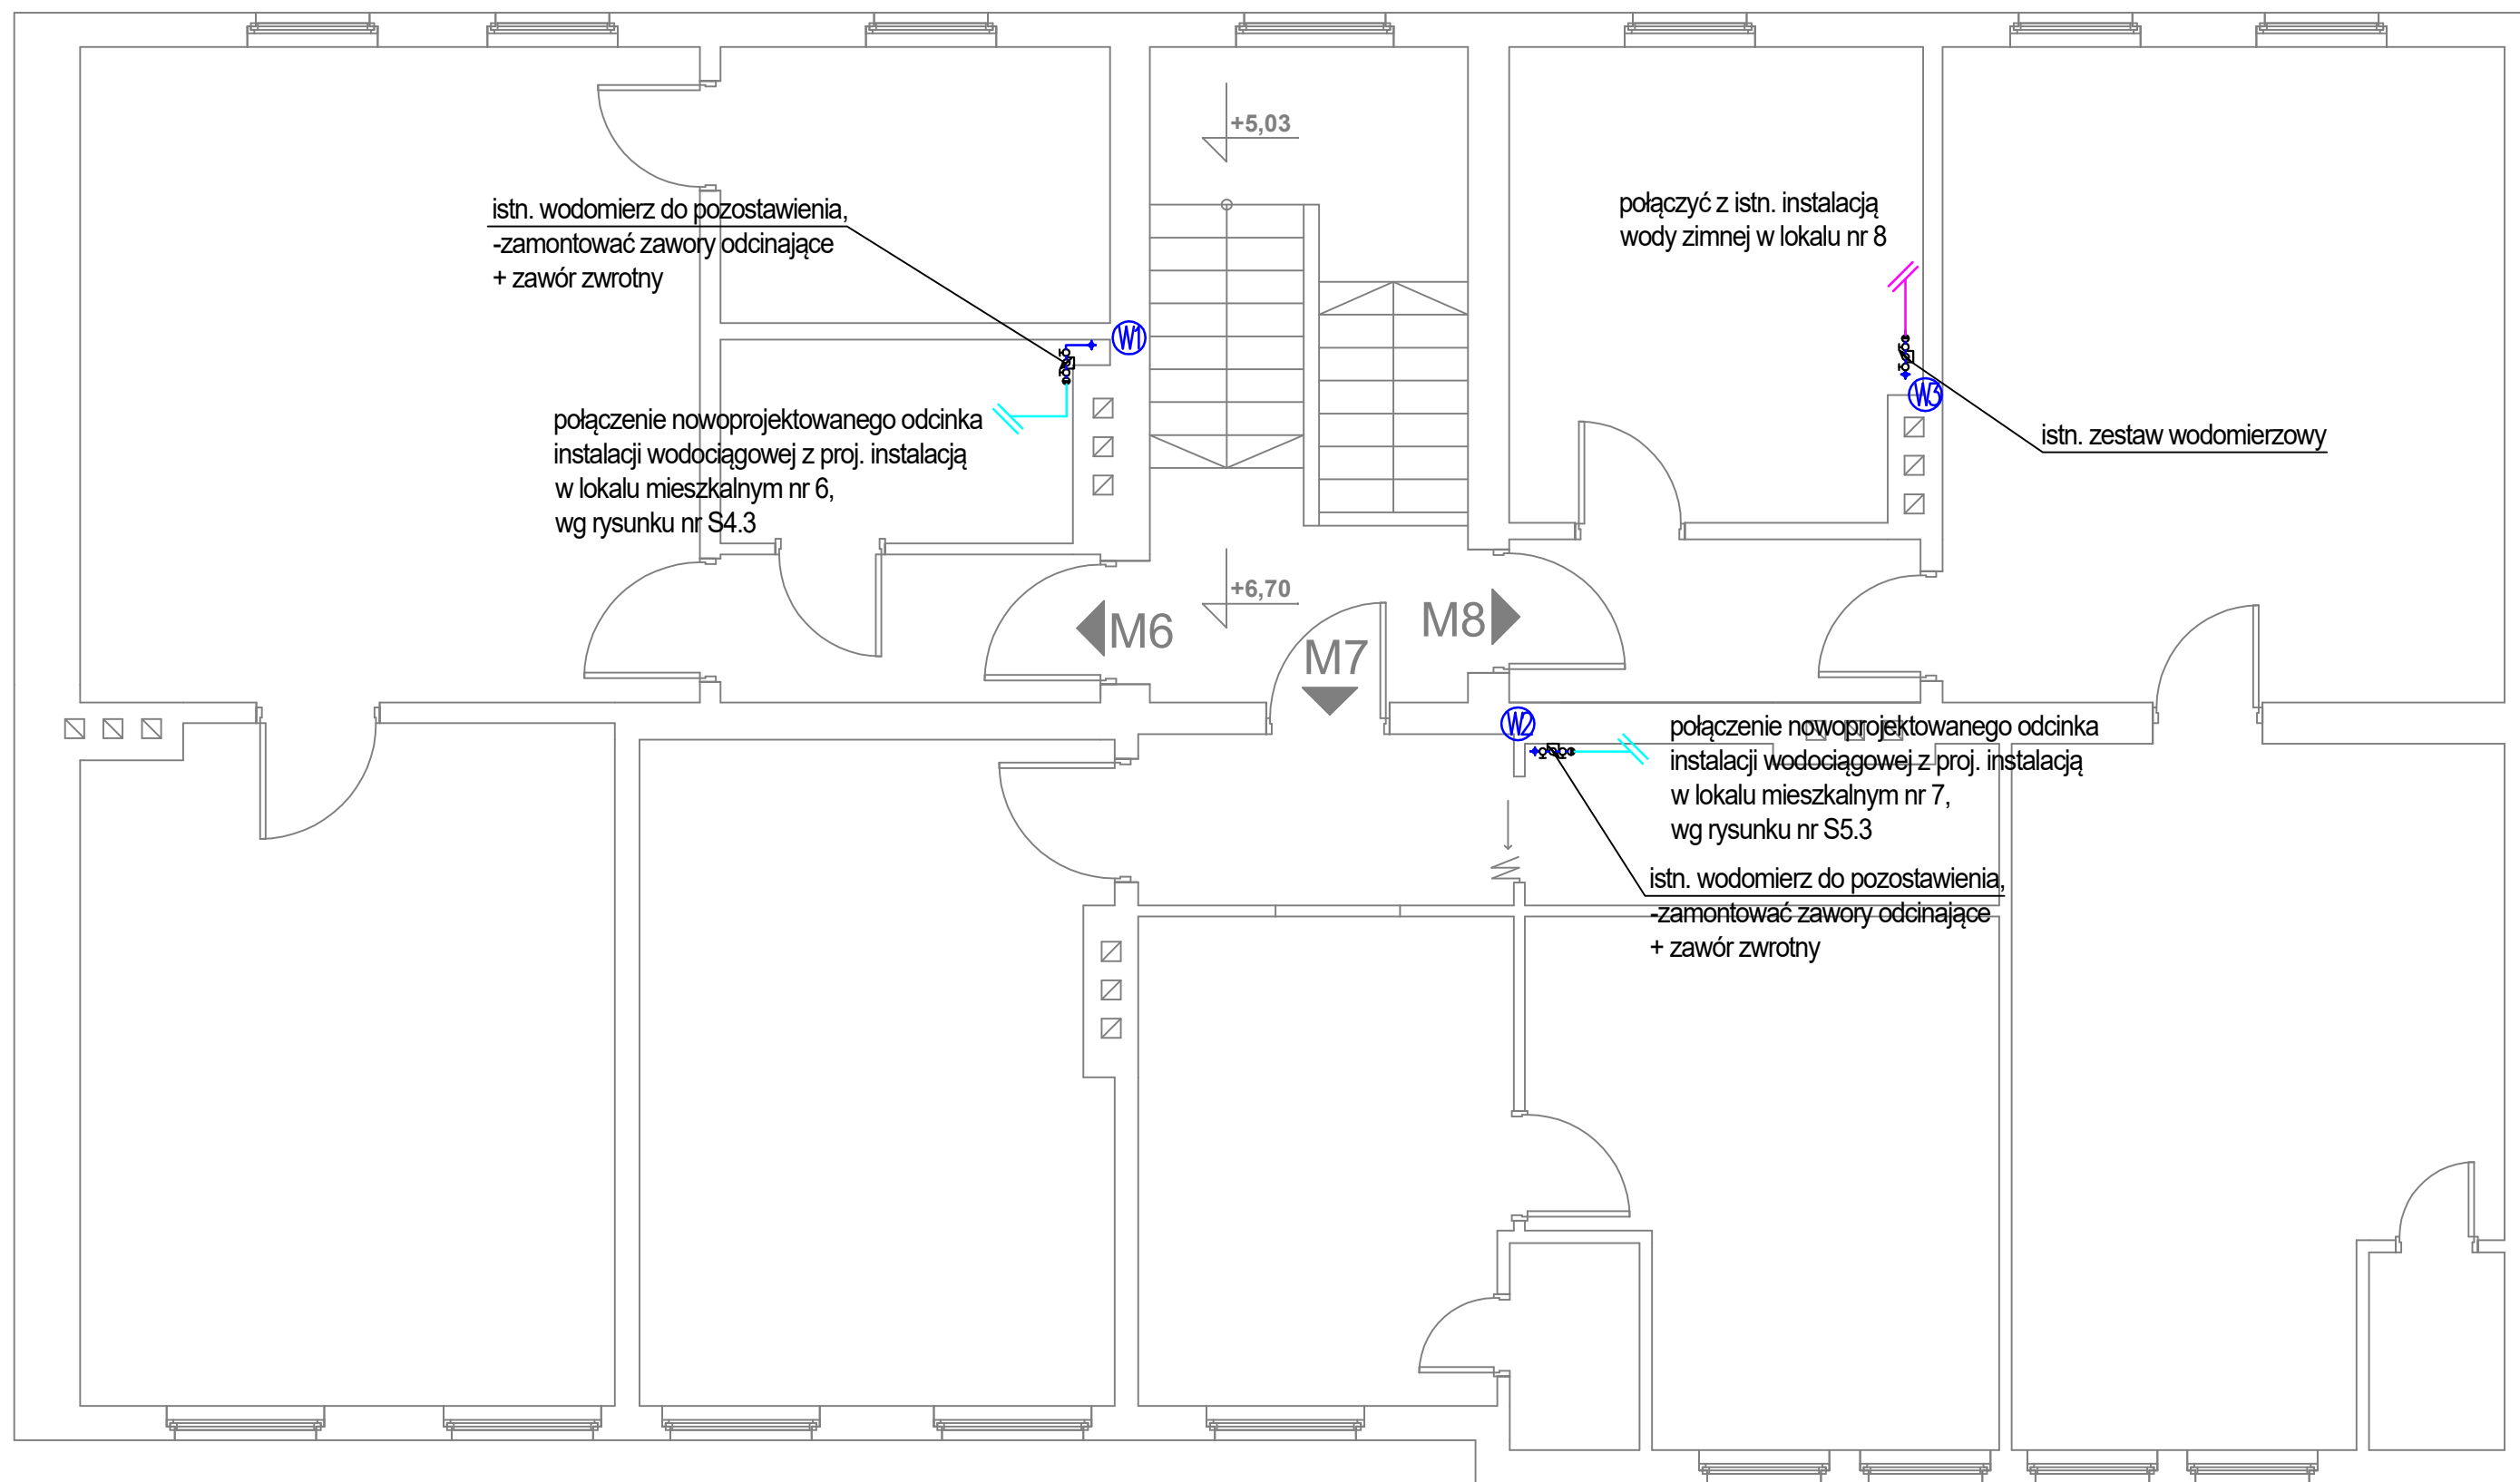 +5,03
istn. wodomierz do pozostawienia,
-zamontować zawory odcinające
+ zawór zwrotny
połączyć z istn. instalacją
wody zimnej w lokalu nr 8
W1
W3
połączenie nowoprojektowanego odcinka
instalacji wodociągowej z proj. instalacją
w lokalu mieszkalnym nr 6,
wg rysunku nr S4.3
istn. zestaw wodomierzowy
+6,70
M6
M7
M8
W2
połączenie nowoprojektowanego odcinka
instalacji wodociągowej z proj. instalacją
w lokalu mieszkalnym nr 7,
wg rysunku nr S5.3
istn. wodomierz do pozostawienia,
-zamontować zawory odcinające
+ zawór zwrotny